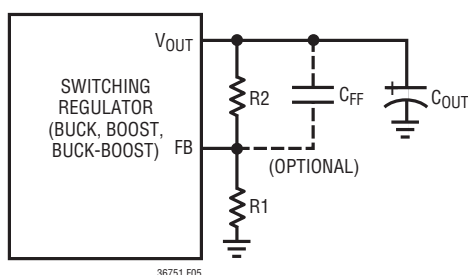 VOUT
SWITCHING
REGULATOR
(BUCK, BOOST,
BUCK-BOOST)
FB
R2
CFF
COUT
(OPTIONAL)
R1
36751 F05